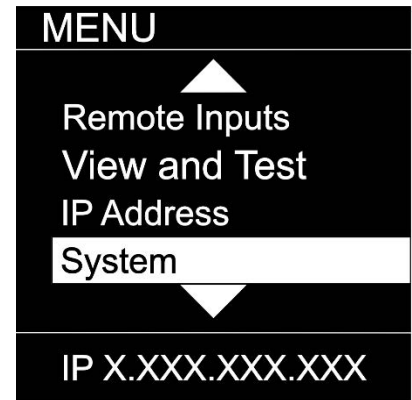 MENU
Remote Inputs
View and Test
IP Address
System
IP X.XXX.XXX.XXX